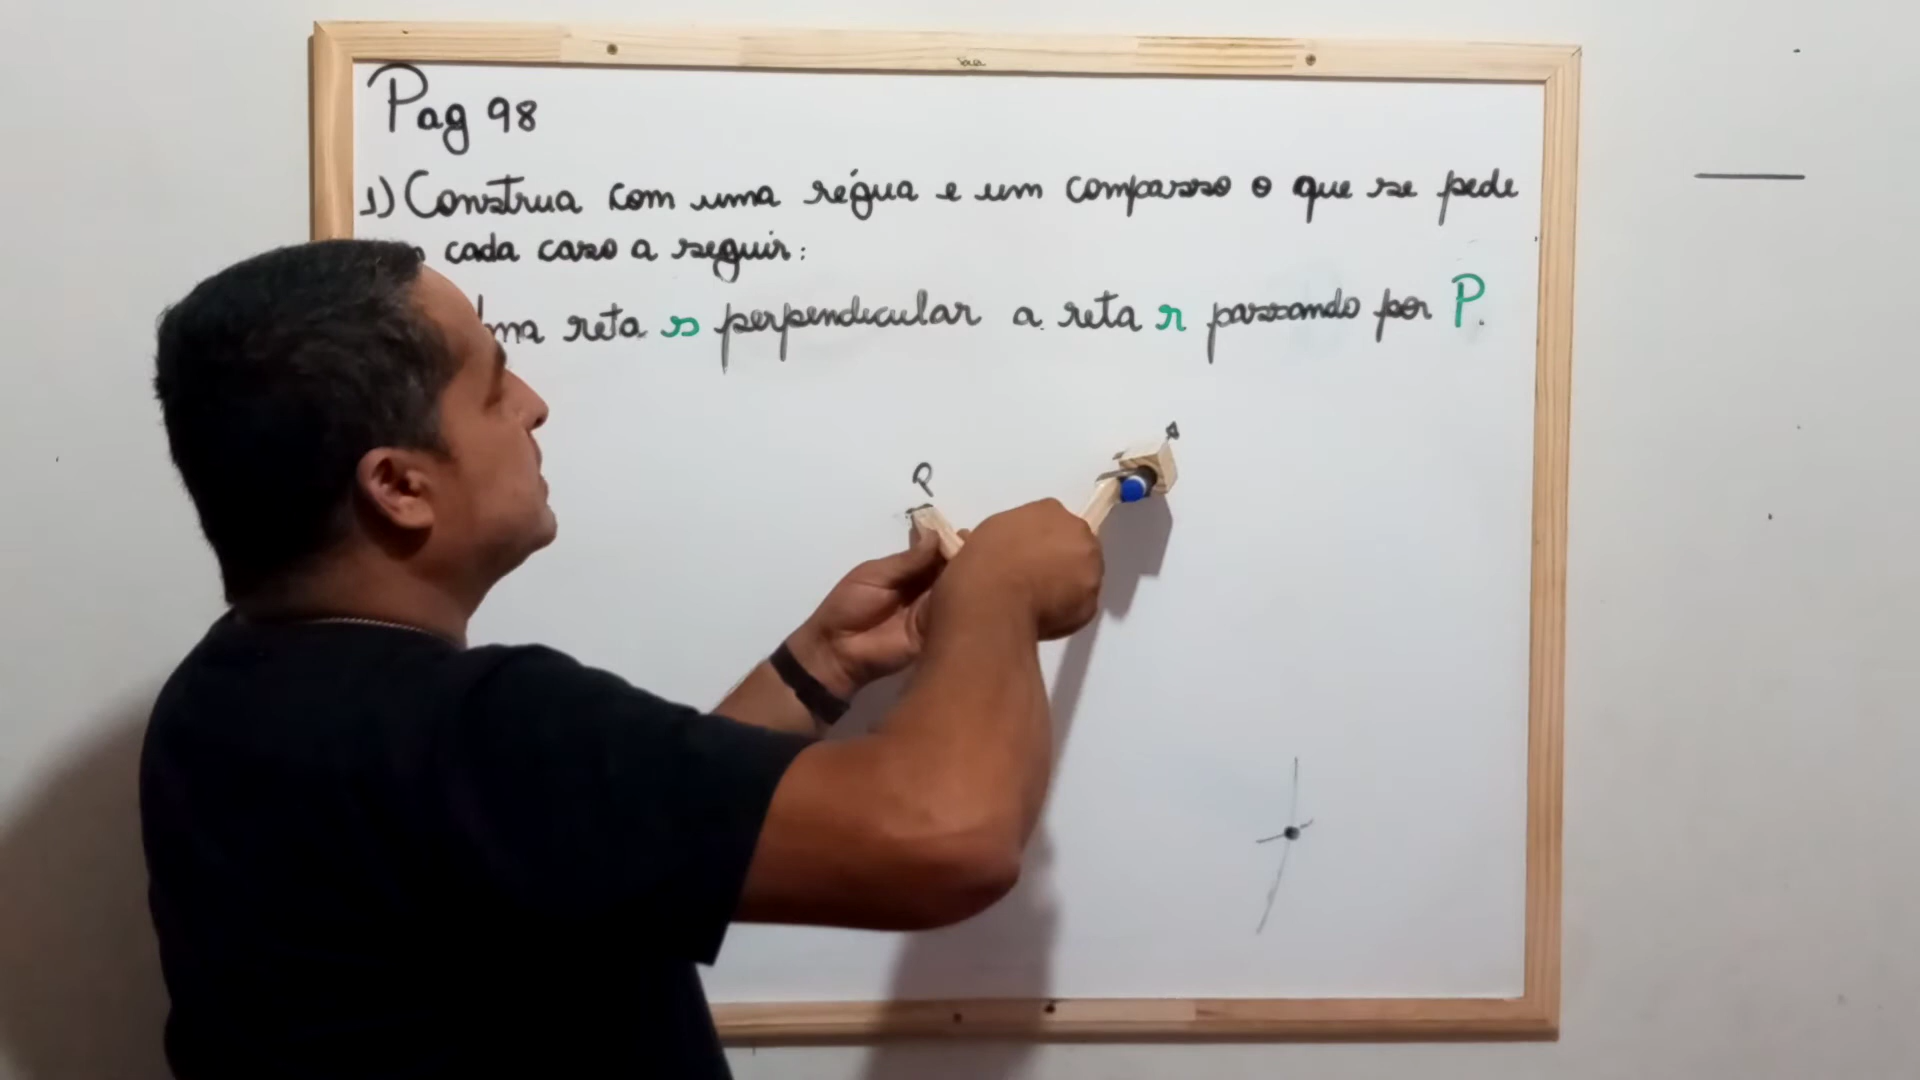 Pag 98
1) Construa com uma régua e um compasso o que se pede
cada caso a seguir:
ma reta s perpendicular a reta r passando por P.
P